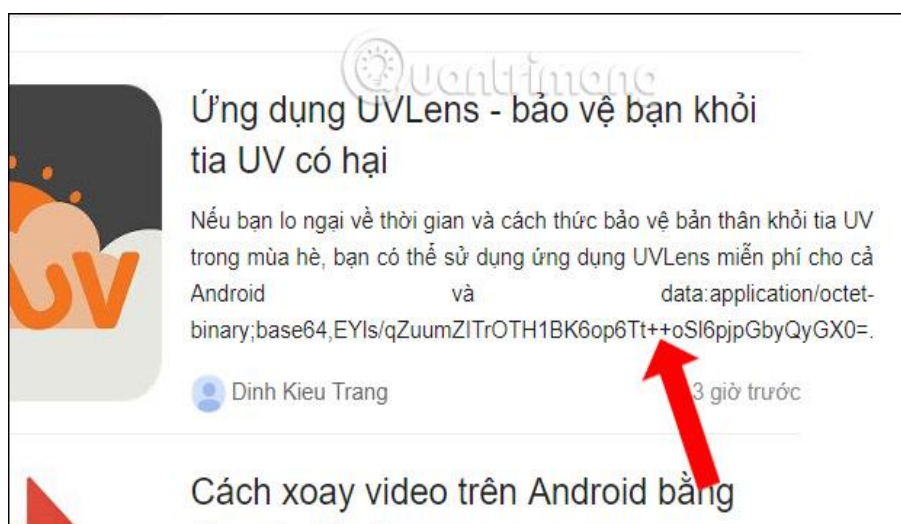 Quantrimang
Ứng dụng UVLens - bảo vệ bạn khỏi
tia UV có hại
Nếu bạn lo ngại về thời gian và cách thức bảo vệ bản thân khỏi tia UV
trong mùa hè, bạn có thể sử dụng ứng dụng UVLens miễn phí cho cả
Android và data:application/octet-
binary;base64,EYIs/qZuumZITrOTH1BK6op6Tt++oSI6pjpGbyQyGX0=.
UV
Dinh Kieu Trang
3 giờ trước
Cách xoay video trên Android bằng